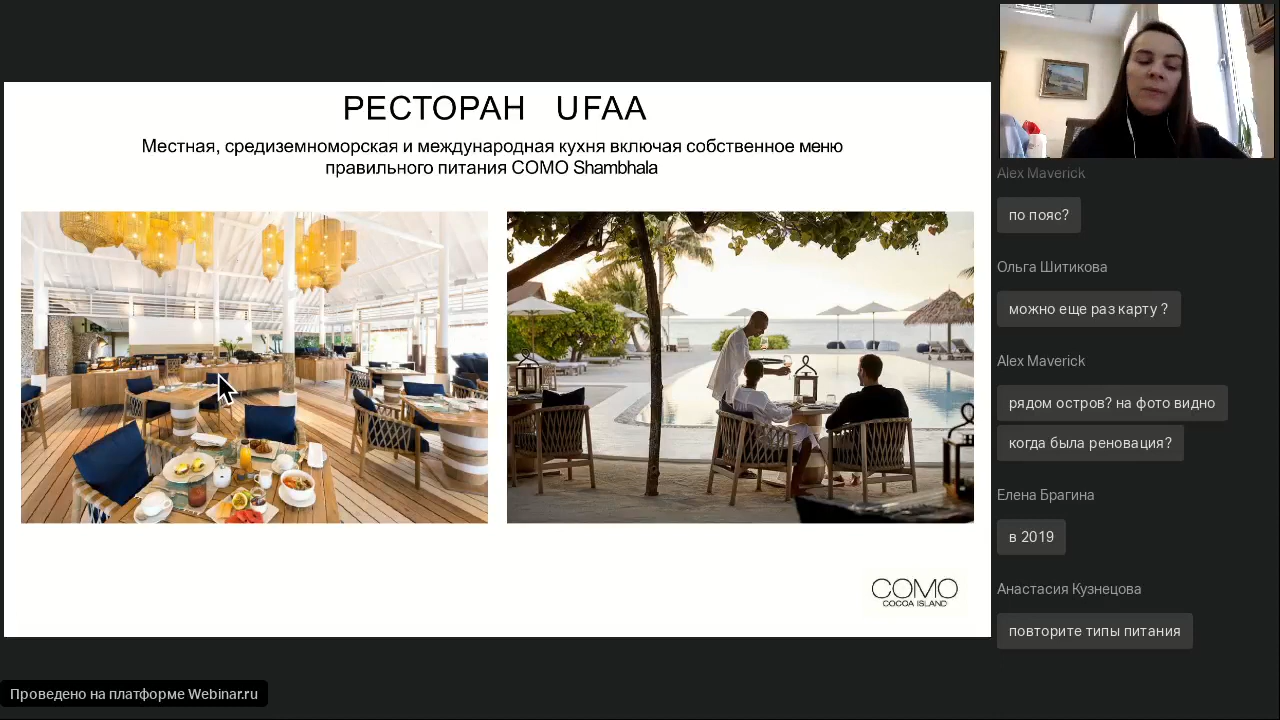 РЕСТОРАН UFAA
Местная, средиземноморская и международная кухня включая собственное меню
правильного питания COMO Shambhala
COMO
COCOA ISLAND
Alex Maverick
по пояс?
Ольга Шитикова
можно еще раз карту ?
Alex Maverick
рядом остров? на фото видно
когда была реновация?
Елена Брагина
в 2019
Анастасия Кузнецова
повторите типы питания
Проведено на платформе Webinar.ru